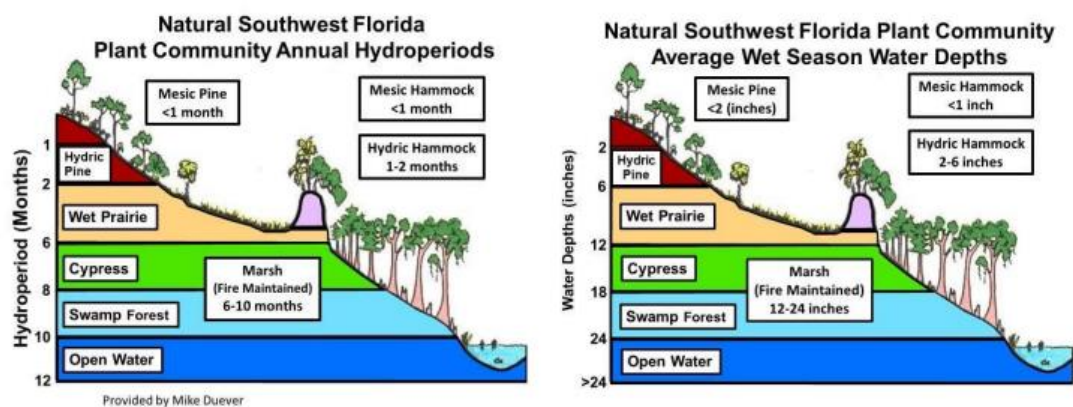 Natural Southwest Florida
Plant Community Annual Hydroperiods
Mesic Pine
<1 month
Mesic Hammock
<1 month
Hydric Hammock
1-2 months
Hydroperiod (Months)
1
Hydric
Pine
2
Wet Prairie
6
Cypress
8
Swamp Forest
10
Open Water
12
Marsh
(Fire Maintained)
6-10 months
Provided by Mike Duever
Natural Southwest Florida Plant Community
Average Wet Season Water Depths
Mesic Pine
<2 (inches)
Mesic Hammock
<1 inch
Hydric Hammock
2-6 inches
Water Depths (inches)
2
Hydric
Pine
6
Wet Prairie
12
Cypress
18
Swamp Forest
24
Open Water
>24
Marsh
(Fire Maintained)
12-24 inches